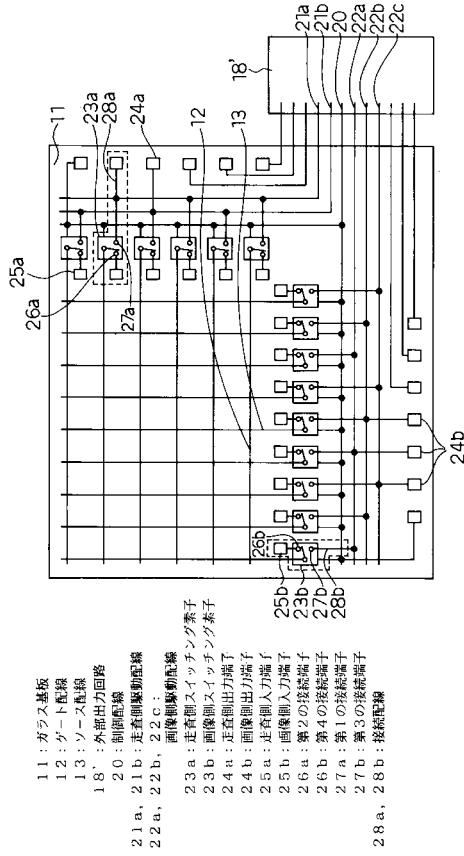 11：ガラス基板
12：ゲート配線
13：ソース配線
18'：外部出力回路
20：制御配線
21a, 21b：走査側駆動配線
22a, 22b, 22c：
画像側駆動配線
23a：走査側スイッチング素子
23b：画像側スイッチング素子
24a：走査側出力端子
24b：画像側出力端子
25a：走査側入力端子
25b：画像側入力端子
26a：第2の接続端子
26b：第4の接続端子
27a：第1の接続端子
27b：第3の接続端子
28a, 28b：接続配線
25a
26a
27a
23a
28a
11
24a
12
13
18'
21a
21b
20
22a
22b
22c
25b
26b
23b
27b
28b
24b